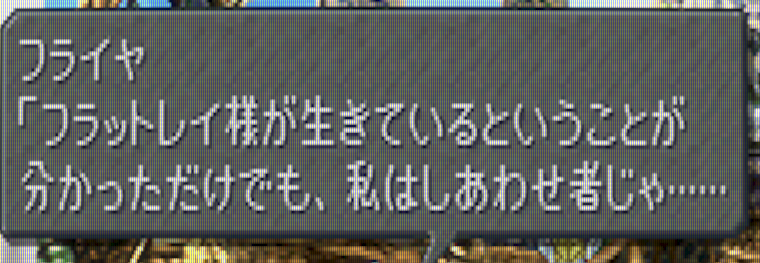 フライヤ
「フラットレイ様が生きているということが
分かっただけでも、私はしあわせ者じゃ……